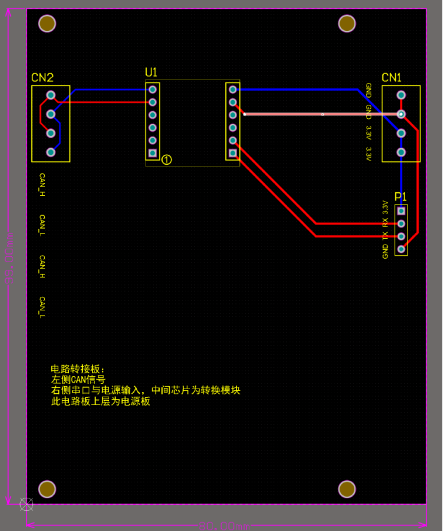 U1
CN2
CN1
GND
GND
3.3V
3.3V
1
CAN_H
CAN_L
CAN_H
CAN_L
P1
3.3V
RX
TX
GND
电路转接板:
左侧CAN信号
右侧串口与电源输入, 中间芯片为转换模块
此电路板上层为电源板